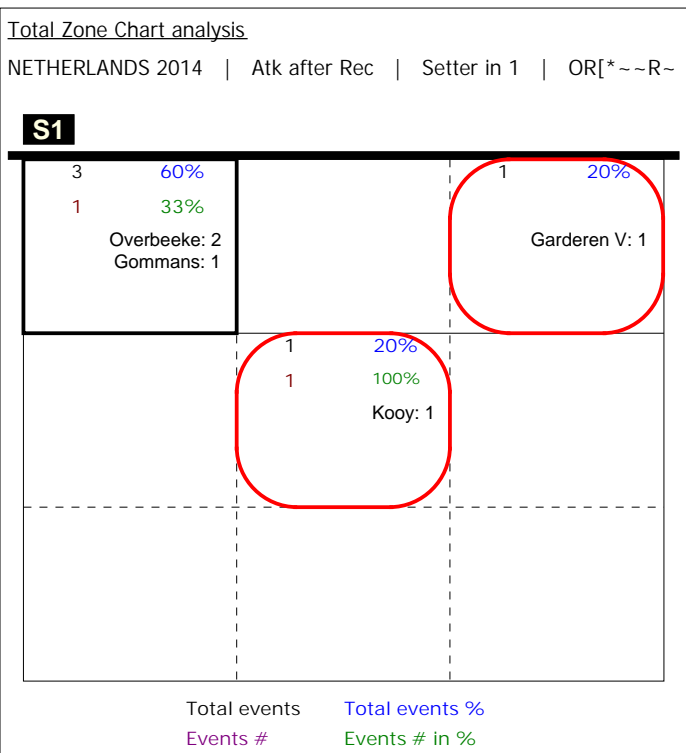 Total Zone Chart analysis
NETHERLANDS 2014 | Atk after Rec | Setter in 1 | OR[*~~R~
S1
3 60% 1 20%
1 33%
Overbeeke: 2 Garderen V: 1
Gommans: 1
1 20%
1 100%
Kooy: 1
Total events Total events %
Events # Events # in %